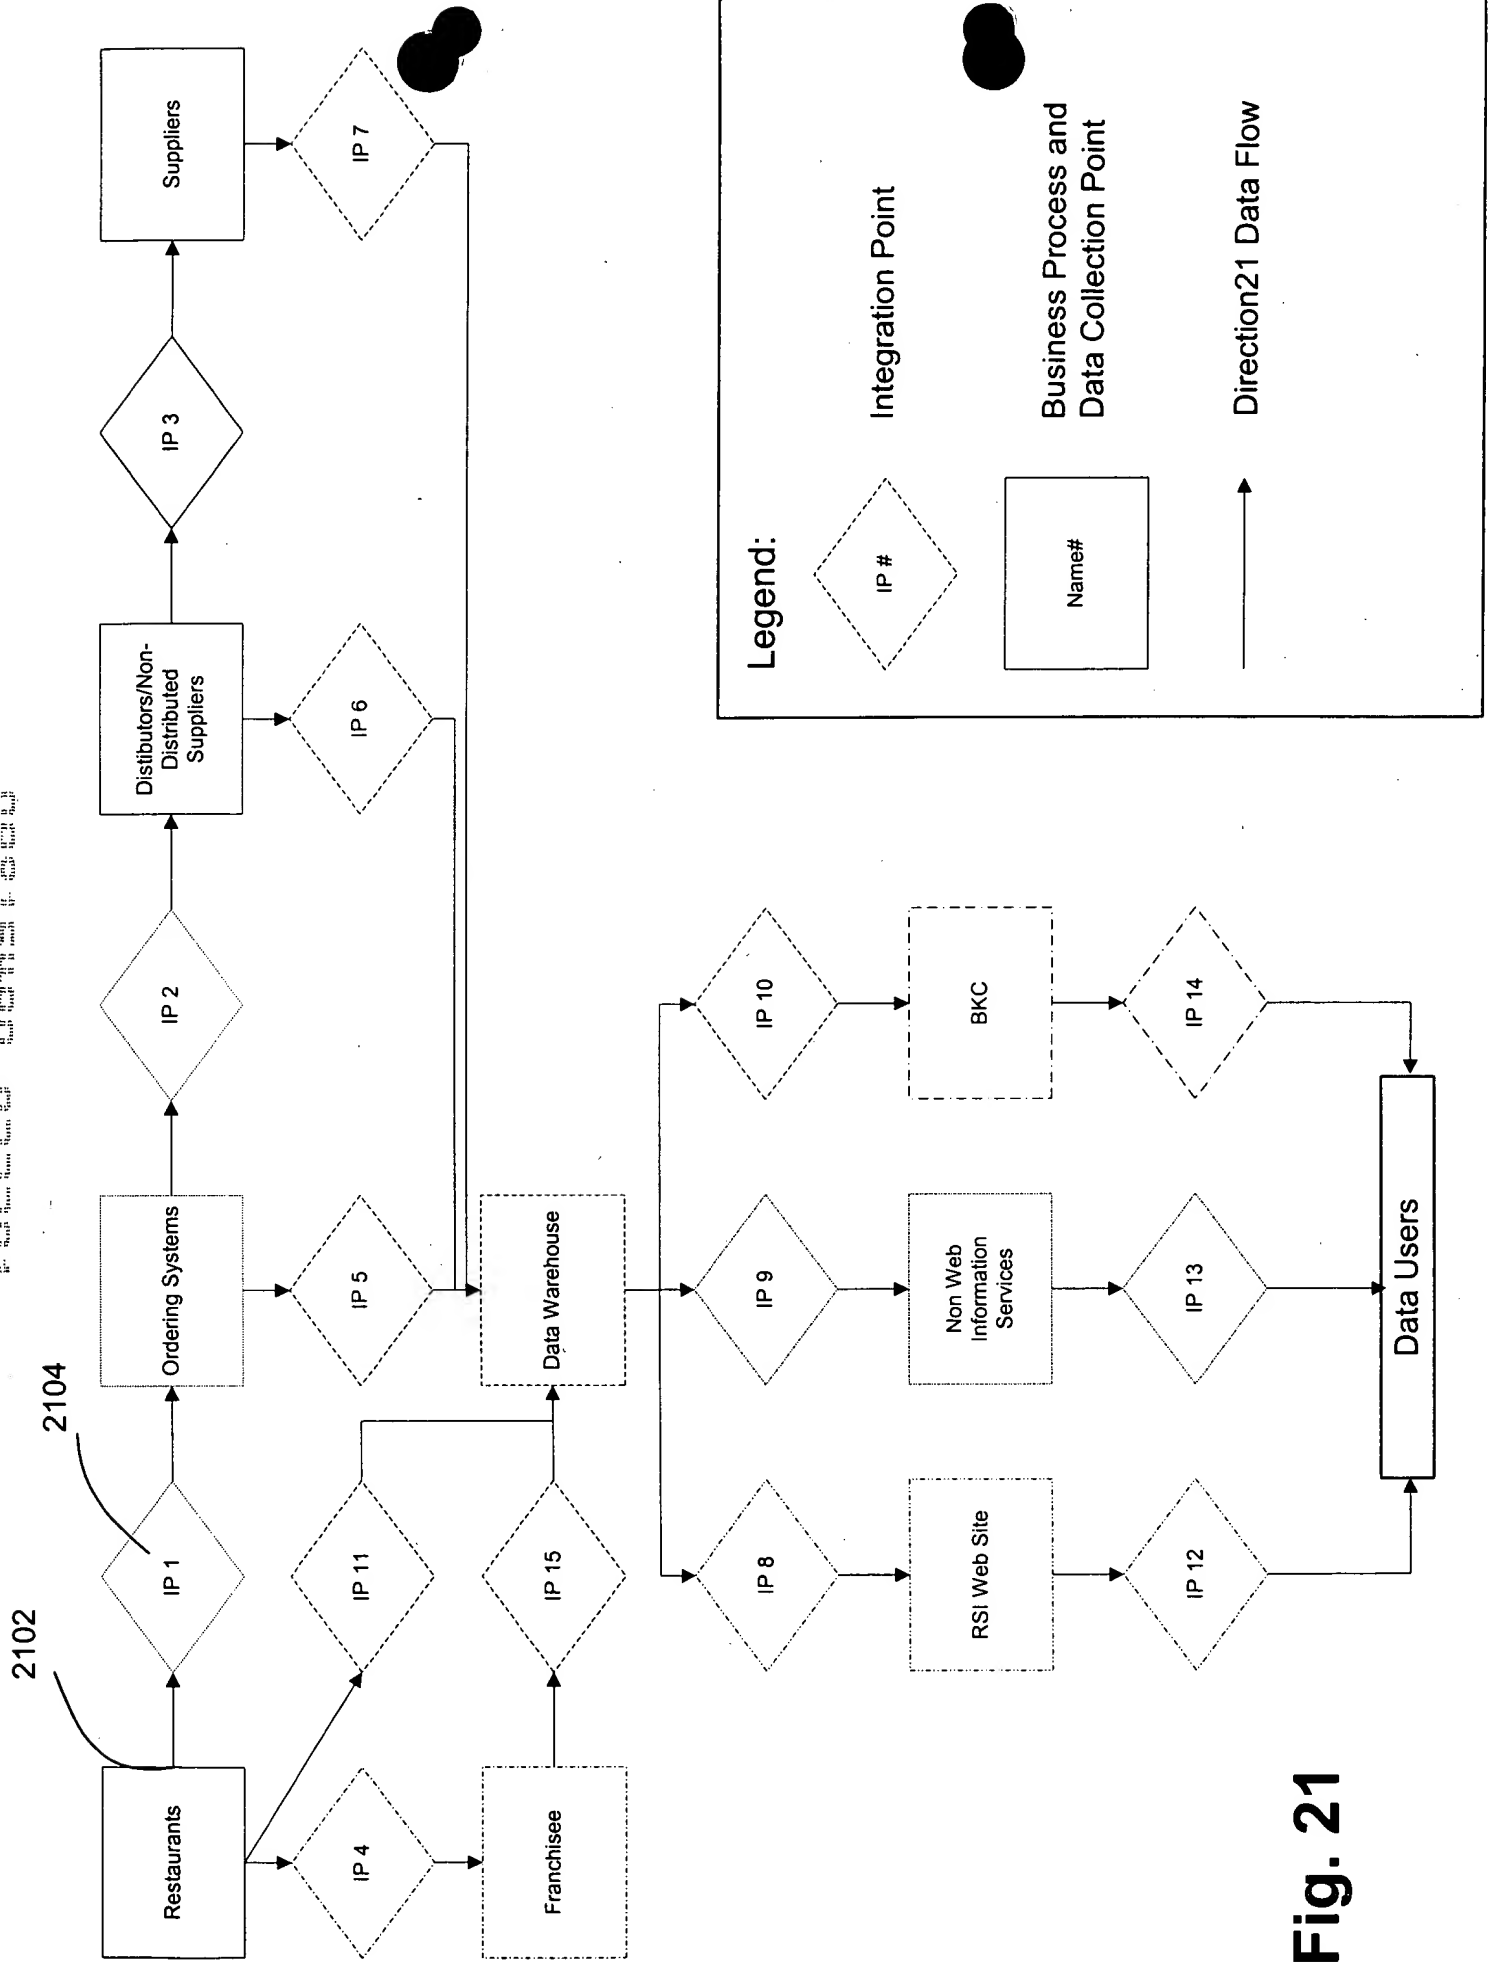 2102
2104
Restaurants
IP 1
Ordering Systems
IP 2
Distibutors/Non-
Distributed
Suppliers
IP 3
Suppliers
IP 4
IP 11
IP 5
IP 6
IP 7
Franchisee
IP 15
Data Warehouse
IP 8
IP 9
IP 10
RSI Web Site
Non Web
Information
Services
BKC
IP 12
IP 13
IP 14
Data Users
Legend:
IP #
Integration Point
Name#
Business Process and
Data Collection Point
Direction21 Data Flow
Fig. 21